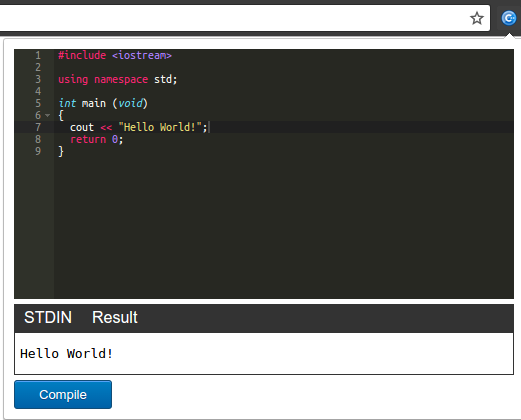 1 #include <iostream>
2
3 using namespace std;
4
5 int main (void)
6 {
7   cout << "Hello World!";
8   return 0;
9 }
STDIN Result
Hello World!
Compile